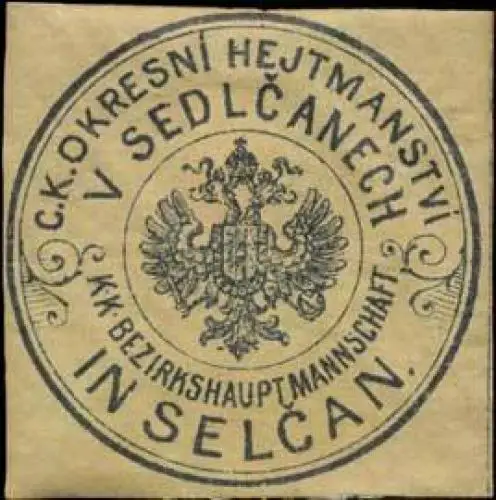 C.K. OKRESNÍ HEJTMANSTVÍ
V SEDLČANECH
K.K. BEZIRKSHAUPTMANNSCHAFT
IN SELČAN.